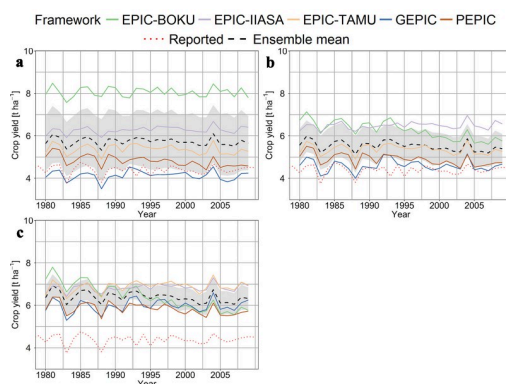 Framework EPIC-BOKU EPIC-IIASA EPIC-TAMU GEPIC PEPIC
Reported Ensemble mean
a
10
8
6
4
Crop yield [t ha⁻¹]
1980 1985 1990 1995 2000 2005
Year
b
10
8
6
4
Crop yield [t ha⁻¹]
1980 1985 1990 1995 2000 2005
Year
c
10
8
6
4
Crop yield [t ha⁻¹]
1980 1985 1990 1995 2000 2005
Year